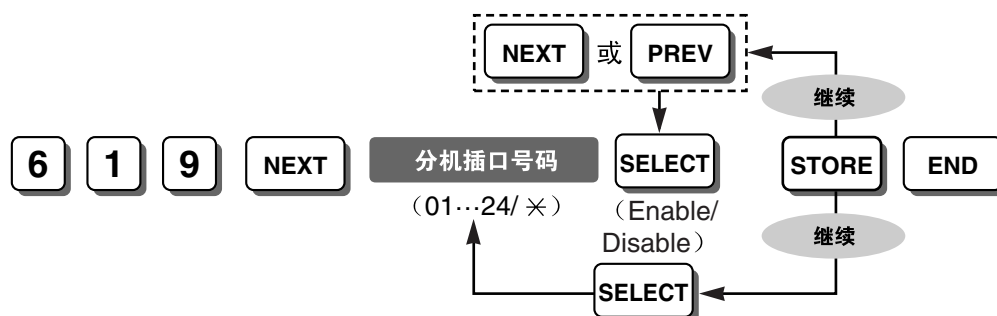 NEXT 或 PREV
继续
6 1 9 NEXT 分机插口号码 SELECT STORE END
（01…24/ ✳）
（Enable/
Disable）
继续
SELECT